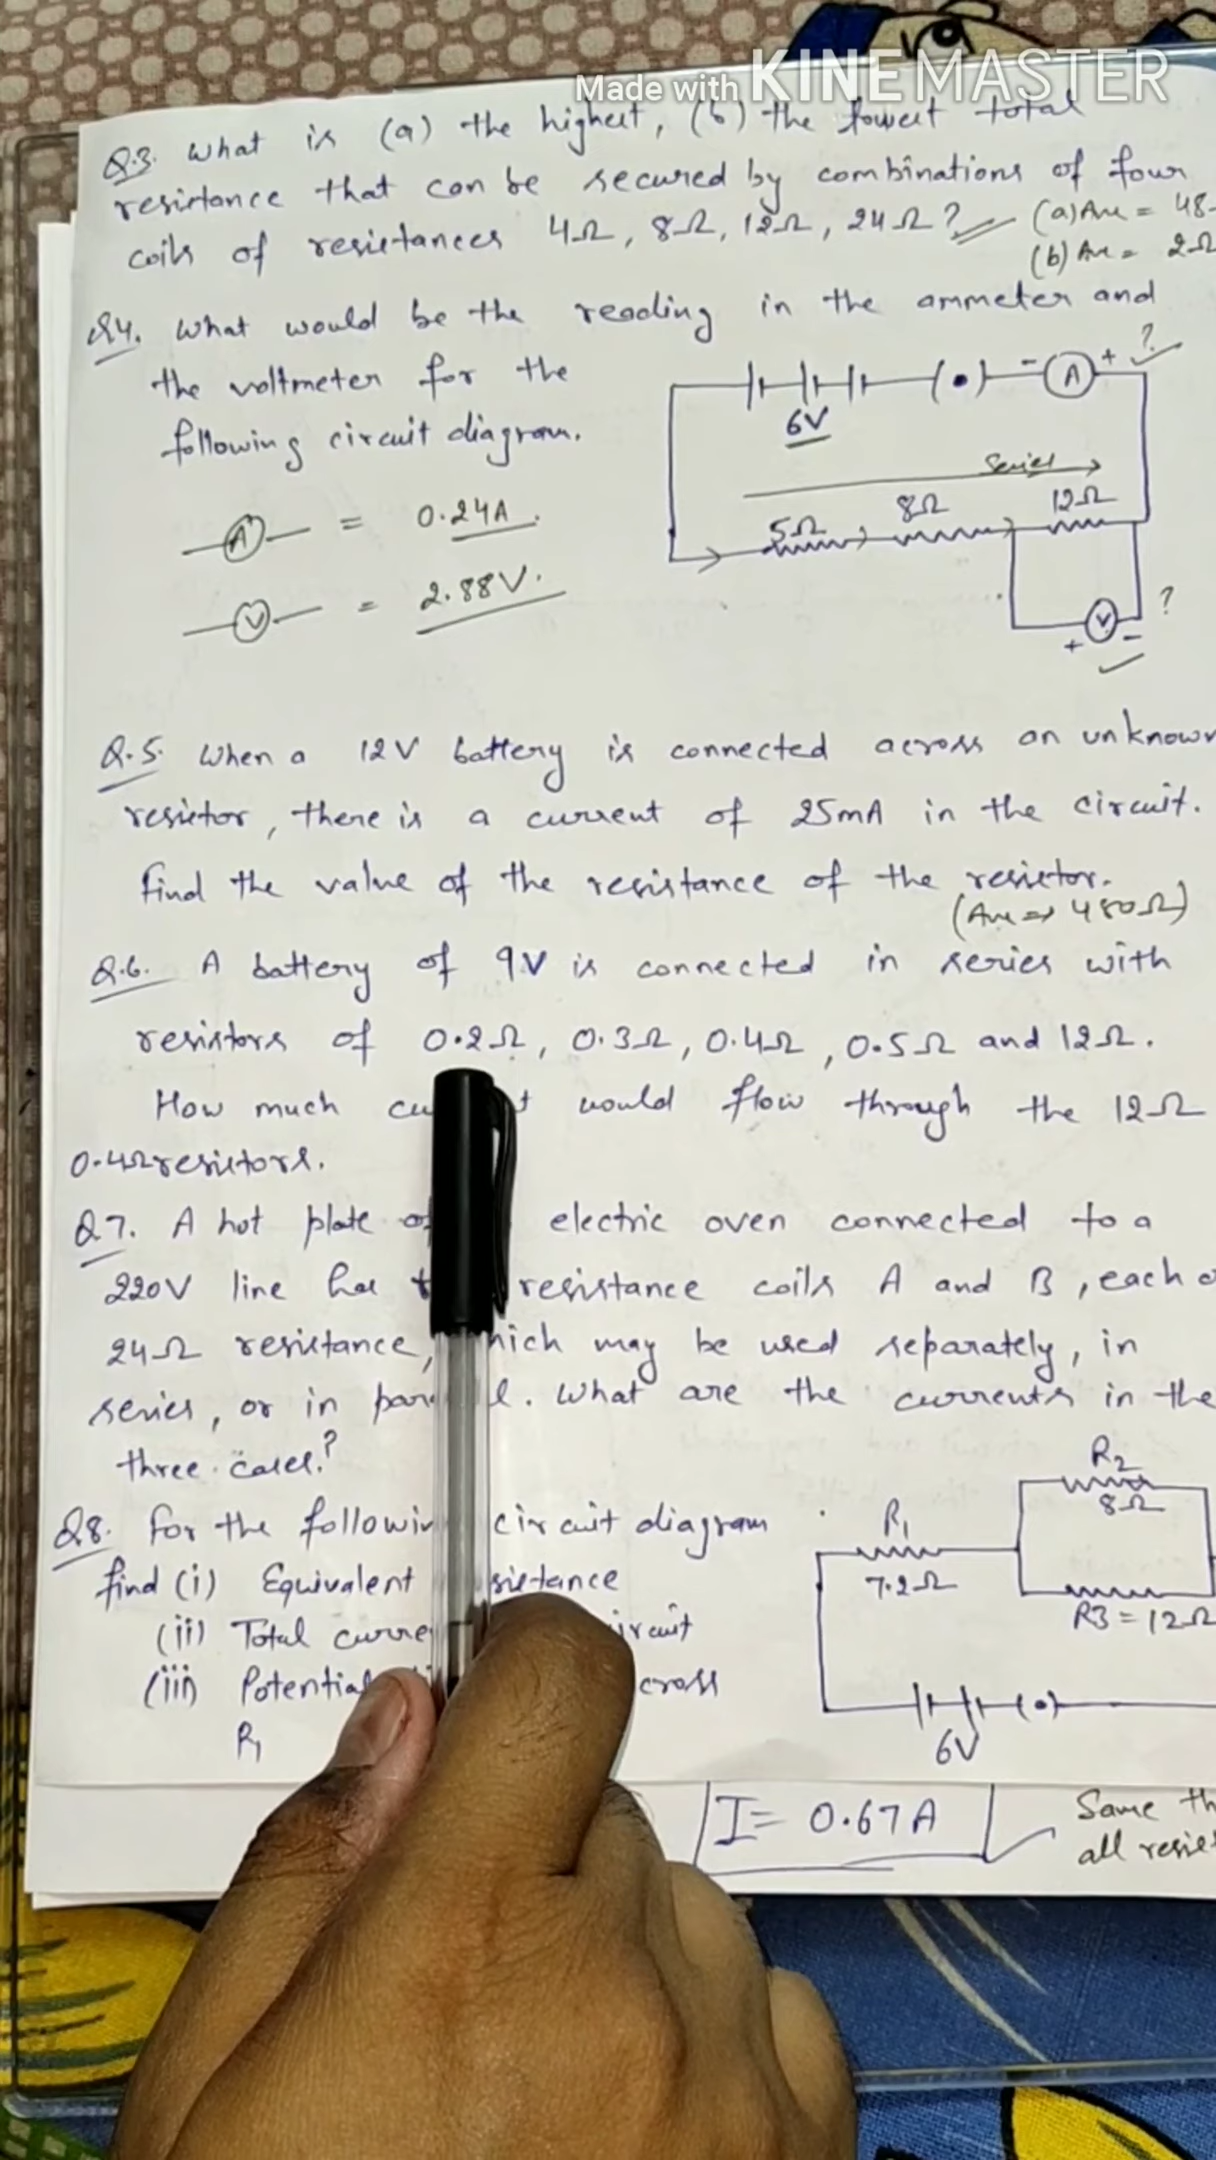 Made with KINEMASTER
Q.3. What is (a) the highest, (b) the lowest total
resistance that can be secured by combinations of four
coils of resistances 4Ω, 8Ω, 12Ω, 24Ω ? (a) Ans = 48
(b) Ans = 2Ω
Q4. What would be the reading in the ammeter and
the voltmeter for the
following circuit diagram.
- A + ?
6V
Series
5Ω 8Ω 12Ω
A = 0.24A.
V = 2.88V.
+ V - ?
Q.5. When a 12V battery is connected across an unknown
resistor, there is a current of 25mA in the circuit.
find the value of the resistance of the resistor.
(Ans => 480Ω)
Q.6. A battery of 9V is connected in series with
resistors of 0.2Ω, 0.3Ω, 0.4Ω, 0.5Ω and 12Ω.
How much would flow through the 12Ω
0.4Ω resistors.
Q7. A hot plate electric oven connected to a
220V line has resistance coils A and B, each
24Ω resistance, which may be used separately, in
series, or in . What are the currents in the
three cases?
Q8. For the following circuit diagram
find (i) Equivalent
(ii) Total
(iii)
R1
R2
8Ω
R1
7.2Ω
R3 = 12Ω
6V
I = 0.67A
Same
all